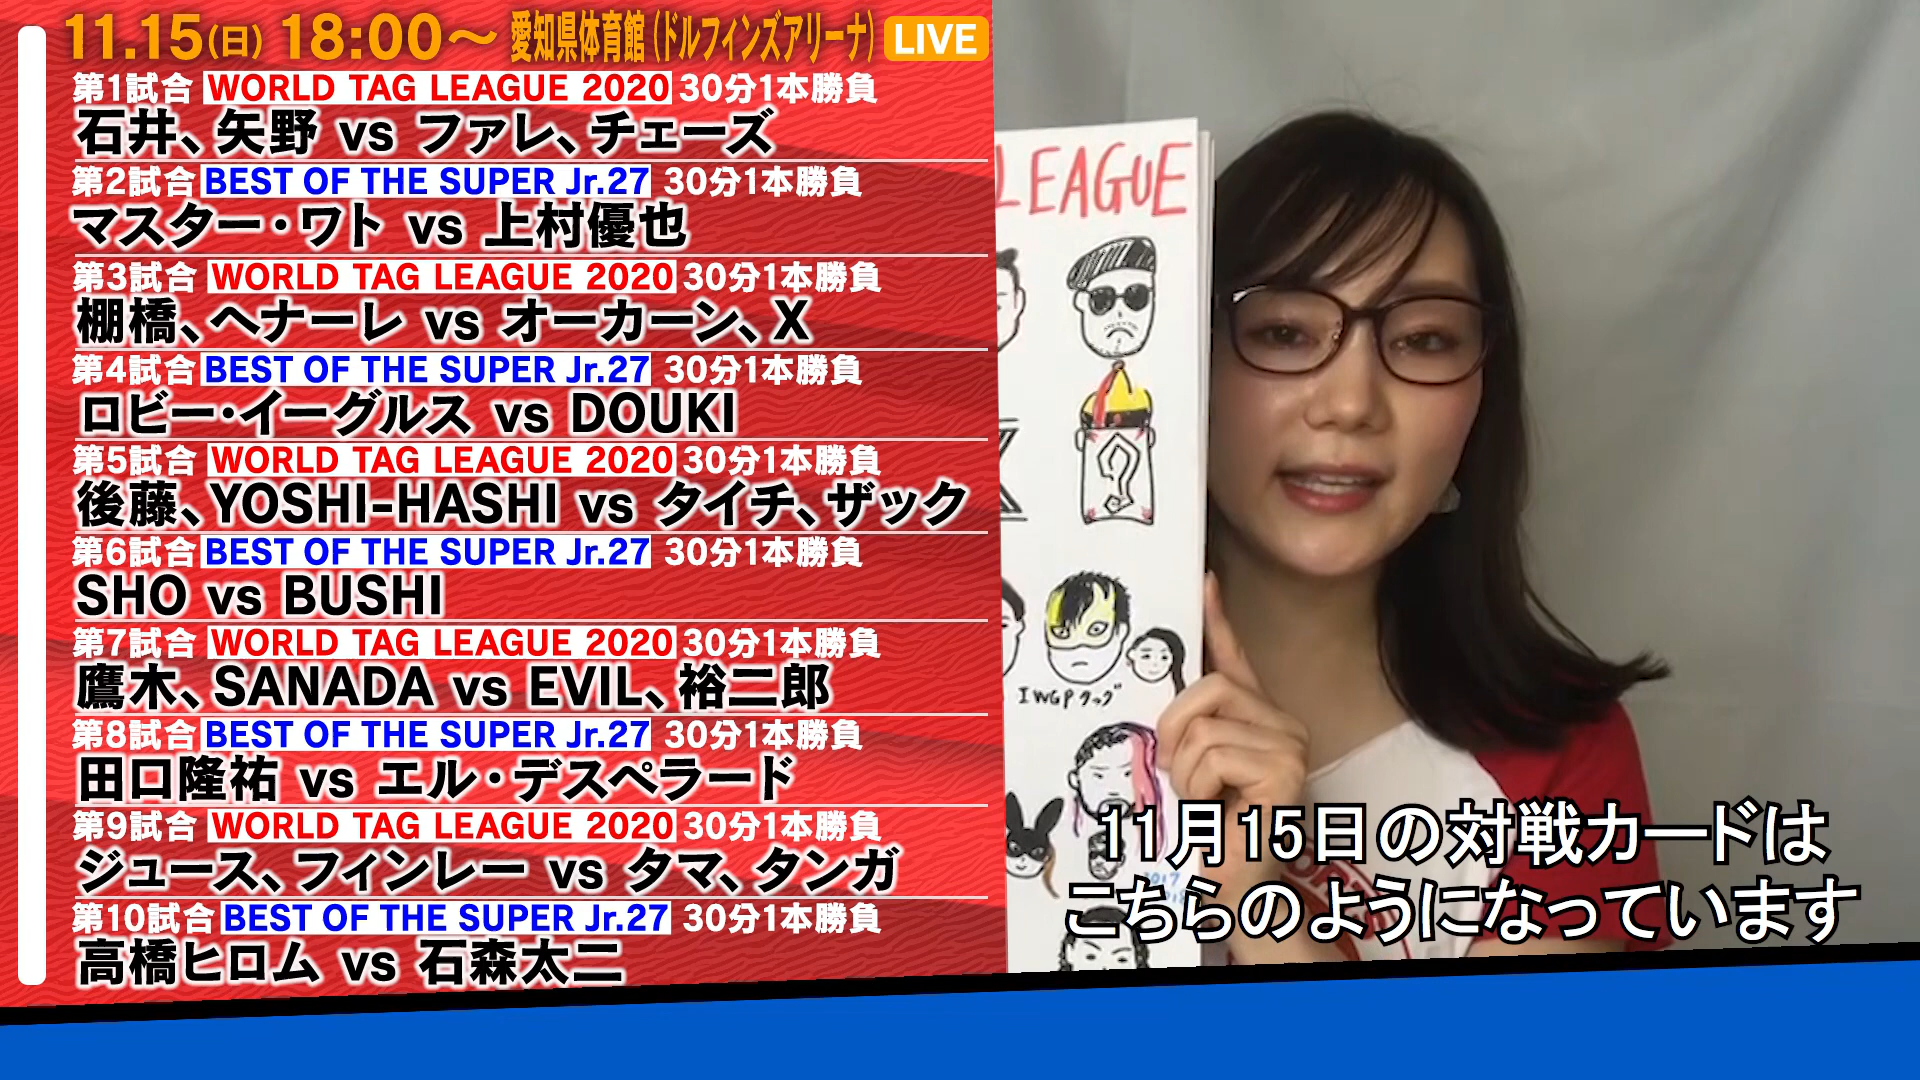 11.15(日) 18:00～ 愛知県体育館(ドルフィンズアリーナ) LIVE
第1試合 WORLD TAG LEAGUE 2020 30分1本勝負
石井、矢野 vs ファレ、チェーズ
第2試合 BEST OF THE SUPER Jr.27 30分1本勝負
マスター・ワト vs 上村優也
第3試合 WORLD TAG LEAGUE 2020 30分1本勝負
棚橋、ヘナーレ vs オーカーン、X
第4試合 BEST OF THE SUPER Jr.27 30分1本勝負
ロビー・イーグルス vs DOUKI
第5試合 WORLD TAG LEAGUE 2020 30分1本勝負
後藤、YOSHI-HASHI vs タイチ、ザック
第6試合 BEST OF THE SUPER Jr.27 30分1本勝負
SHO vs BUSHI
第7試合 WORLD TAG LEAGUE 2020 30分1本勝負
鷹木、SANADA vs EVIL、裕二郎
第8試合 BEST OF THE SUPER Jr.27 30分1本勝負
田口隆祐 vs エル・デスペラード
第9試合 WORLD TAG LEAGUE 2020 30分1本勝負
ジュース、フィンレー vs タマ、タンガ
第10試合 BEST OF THE SUPER Jr.27 30分1本勝負
高橋ヒロム vs 石森太二
LEAGUE
?
IWGPタッグ
2017
11月15日の対戦カードは
こちらのようになっています